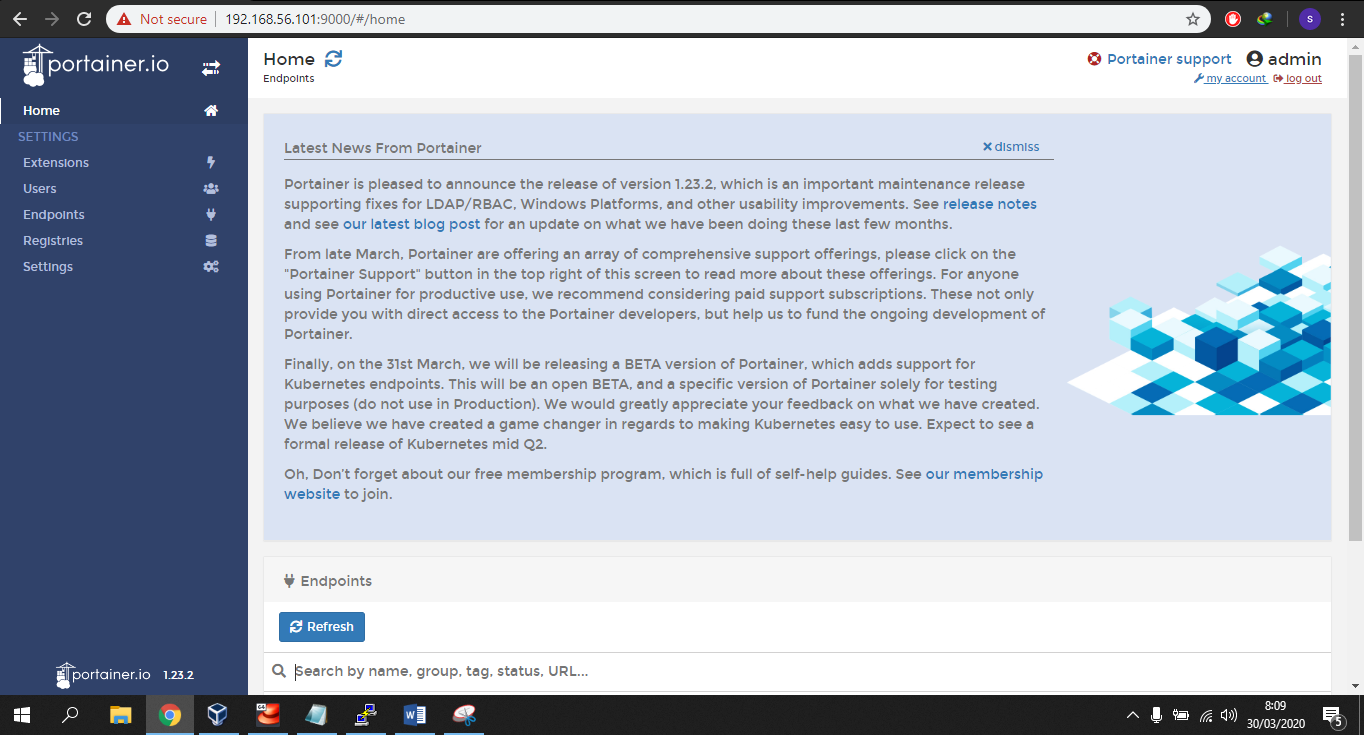 Not secure 192.168.56.101:9000/#/home
S
portainer.io
Home
SETTINGS
Extensions
Users
Endpoints
Registries
Settings
portainer.io 1.23.2
Home
Endpoints
Portainer support admin
my account log out
Latest News From Portainer
dismiss
Portainer is pleased to announce the release of version 1.23.2, which is an important maintenance release
supporting fixes for LDAP/RBAC, Windows Platforms, and other usability improvements. See release notes
and see our latest blog post for an update on what we have been doing these last few months.
From late March, Portainer are offering an array of comprehensive support offerings, please click on the
"Portainer Support" button in the top right of this screen to read more about these offerings. For anyone
using Portainer for productive use, we recommend considering paid support subscriptions. These not only
provide you with direct access to the Portainer developers, but help us to fund the ongoing development of
Portainer.
Finally, on the 31st March, we will be releasing a BETA version of Portainer, which adds support for
Kubernetes endpoints. This will be an open BETA, and a specific version of Portainer solely for testing
purposes (do not use in Production). We would greatly appreciate your feedback on what we have created.
We believe we have created a game changer in regards to making Kubernetes easy to use. Expect to see a
formal release of Kubernetes mid Q2.
Oh, Don't forget about our free membership program, which is full of self-help guides. See our membership
website to join.
Endpoints
Refresh
Search by name, group, tag, status, URL...
64
W
8:09
30/03/2020
5